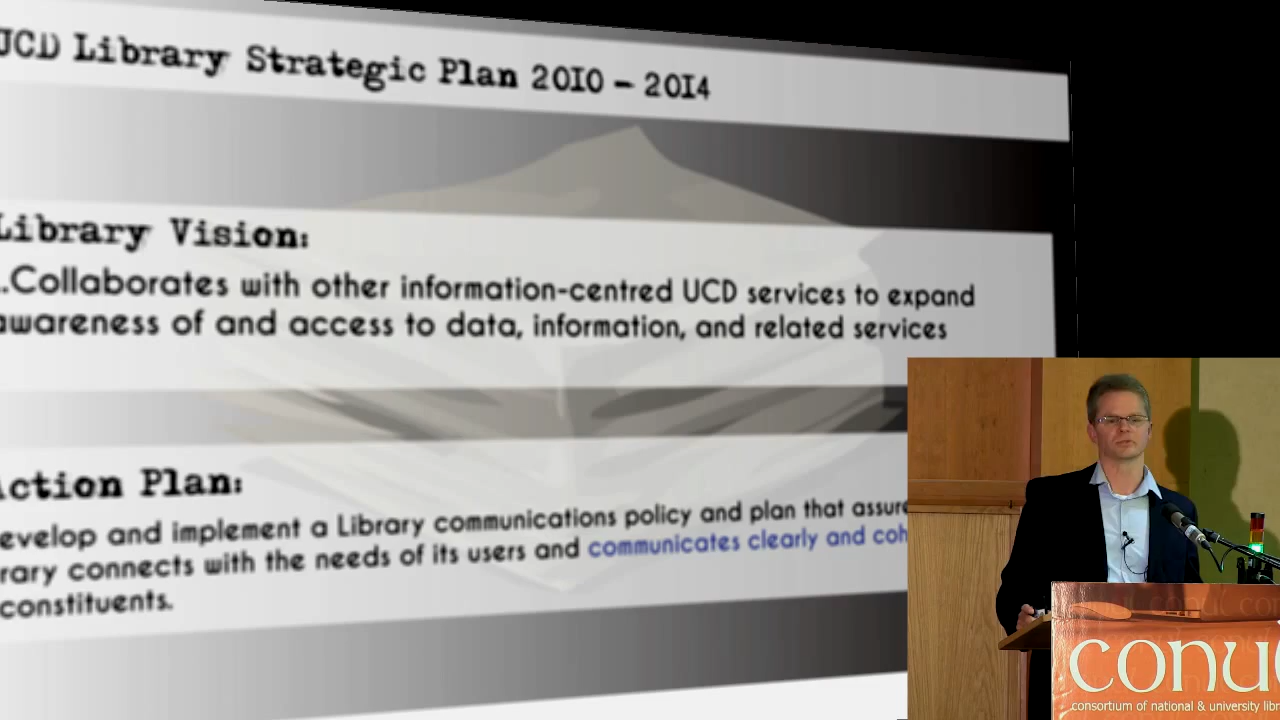 UCD Library Strategic Plan 2010 – 2014
Library Vision:
.Collaborates with other information-centred UCD services to expand
awareness of and access to data, information, and related services
Action Plan:
evelop and implement a Library communications policy and plan that assure
rary connects with the needs of its users and communicates clearly and coh
constituents.
conul
consortium of national & university libr